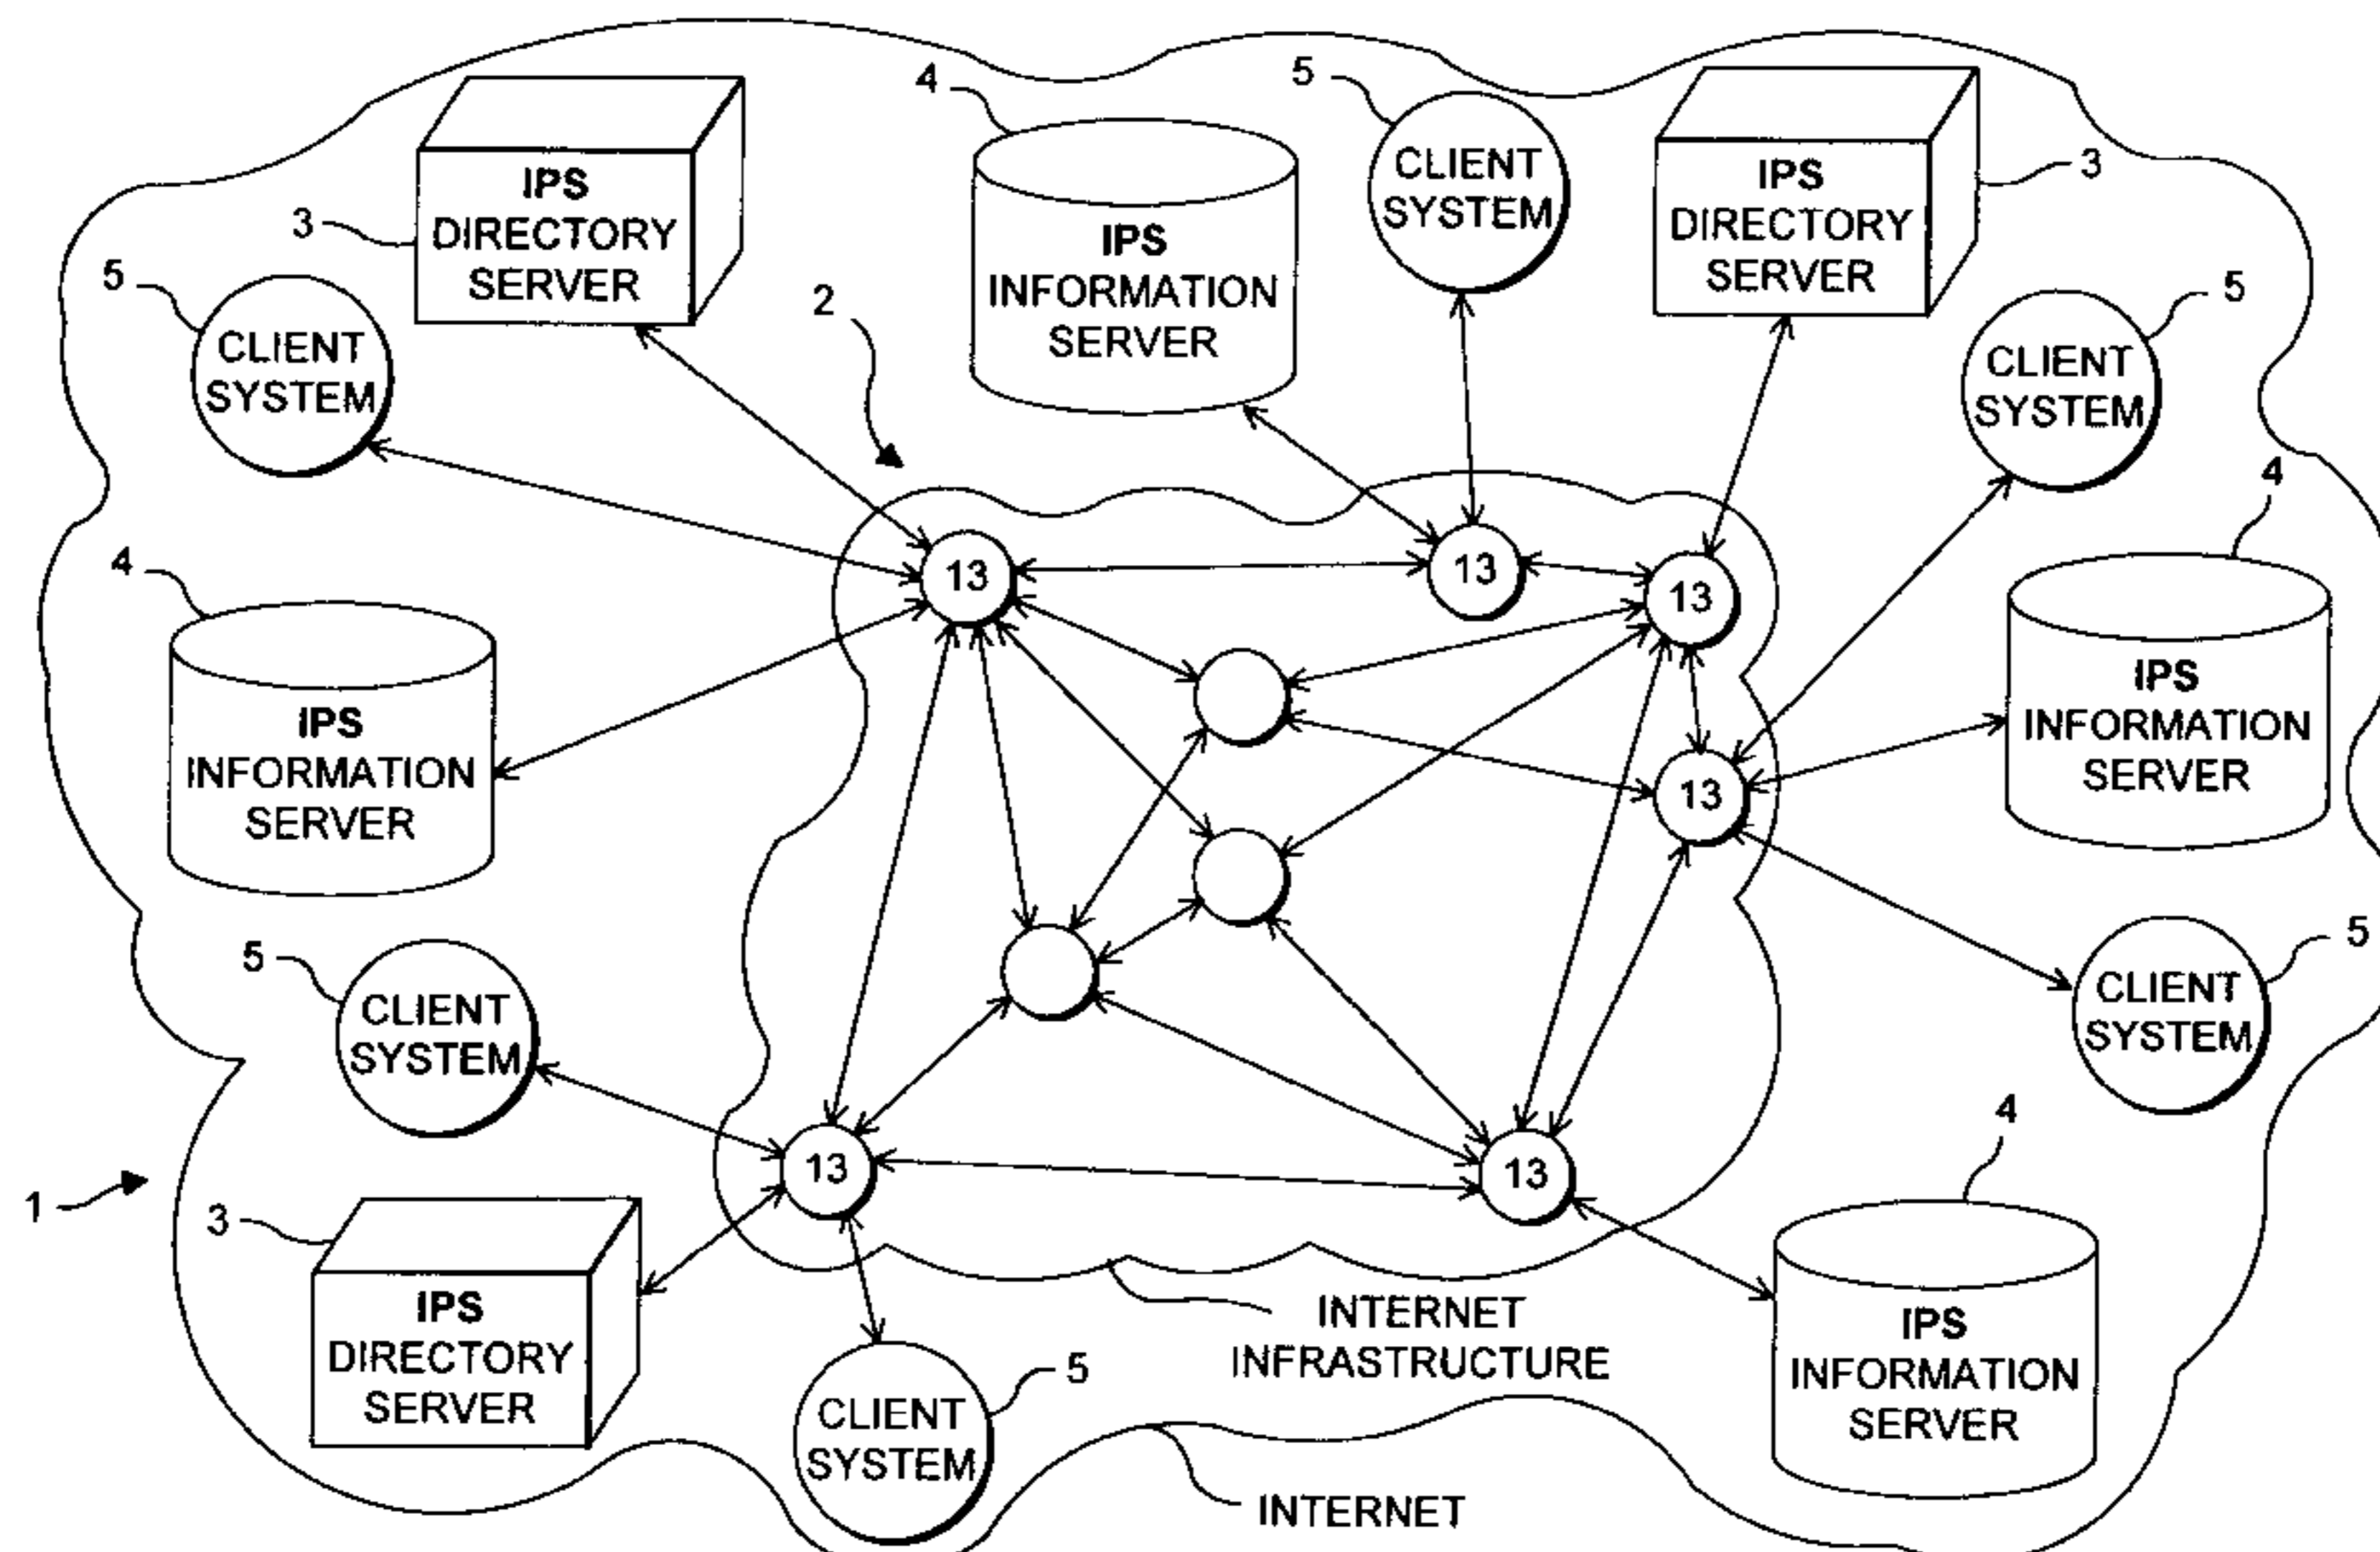 4
5
IPS
DIRECTORY
SERVER
3
CLIENT
SYSTEM
5
IPS
DIRECTORY
SERVER
3
IPS
INFORMATION
SERVER
5
CLIENT
SYSTEM
2
5
CLIENT
SYSTEM
4
4
IPS
INFORMATION
SERVER
13
13
13
13
IPS
INFORMATION
SERVER
5
CLIENT
SYSTEM
5
CLIENT
SYSTEM
4
13
13
1
3
IPS
DIRECTORY
SERVER
INTERNET
INFRASTRUCTURE
IPS
INFORMATION
SERVER
5
CLIENT
SYSTEM
INTERNET